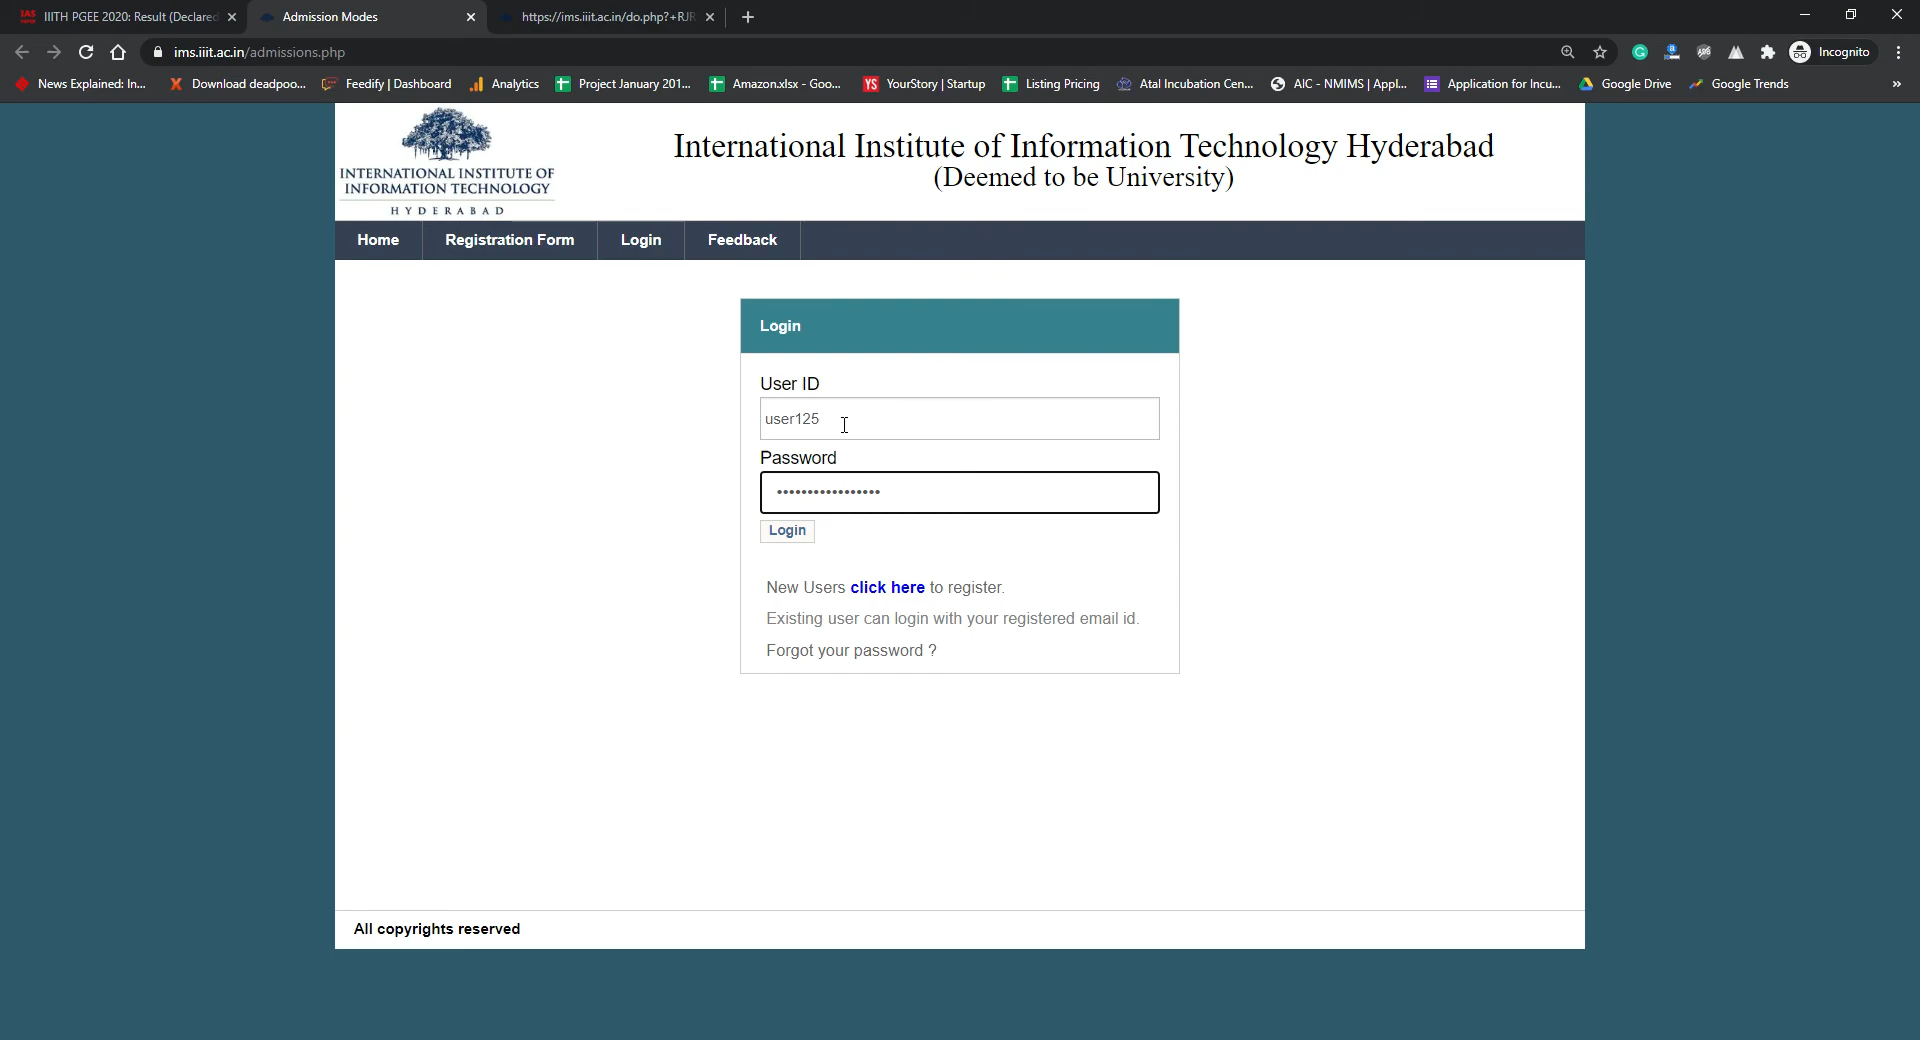 IIITH PGEE 2020: Result (Declared
Admission Modes
https://ims.iiit.ac.in/do.php?+RJR
ims.iiit.ac.in/admissions.php
Incognito
News Explained: In...
Download deadpoo...
Feedify | Dashboard
Analytics
Project January 201...
Amazon.xlsx - Goo...
YS
YourStory | Startup
Listing Pricing
Atal Incubation Cen...
AIC - NMIMS | Appl...
Application for Incu...
Google Drive
Google Trends
»
INTERNATIONAL INSTITUTE OF
INFORMATION TECHNOLOGY
HYDERABAD
International Institute of Information Technology Hyderabad
(Deemed to be University)
Home
Registration Form
Login
Feedback
Login
User ID
user125
Password
•••••••••••••••••
Login
New Users click here to register.
Existing user can login with your registered email id.
Forgot your password ?
All copyrights reserved